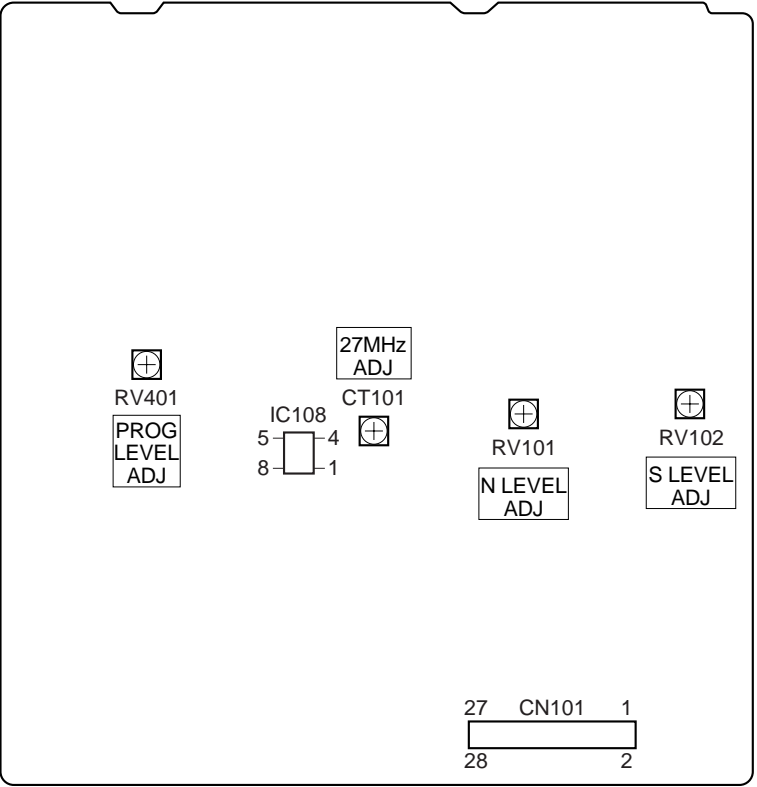 27MHz
ADJ
CT101
RV401
PROG
LEVEL
ADJ
IC108
5 4
8 1
RV101
N LEVEL
ADJ
RV102
S LEVEL
ADJ
27 CN101 1
28 2